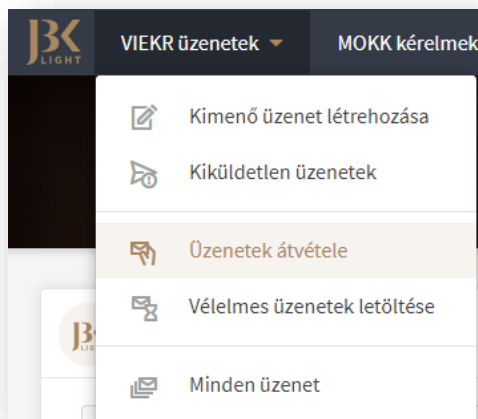 JBK
LIGHT
VIEKR üzenetek
MOKK kérelmek
Kimenő üzenet létrehozása
Kiküldetlen üzenetek
Üzenetek átvétele
Vélelmes üzenetek letöltése
Minden üzenet